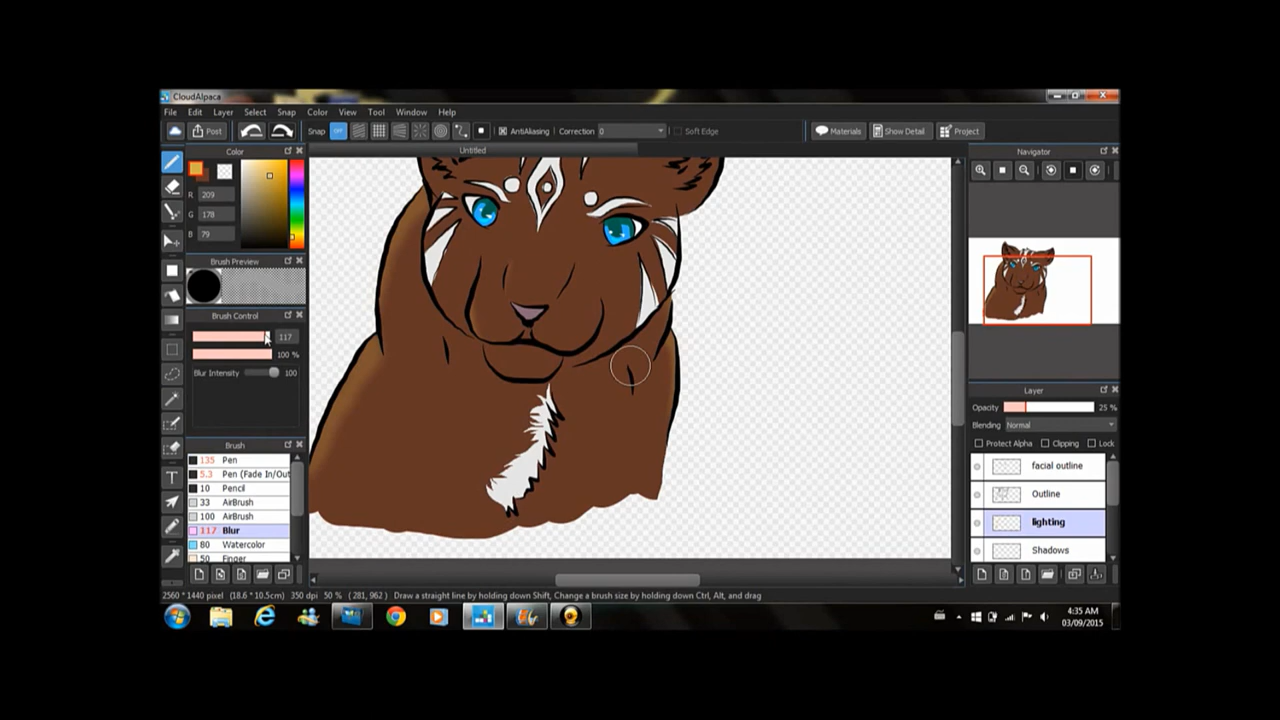 CloudAlpaca
File Edit Layer Select Snap Color View Tool Window Help
Post Snap OFF AntiAliasing Correction 0 Soft Edge Materials Show Detail Project
Color
Untitled
Navigator
R 209
G 178
B 79
Brush Preview
Brush Control
117
100 %
Blur Intensity 100
Brush
135 Pen
5.3 Pen (Fade In/Out
10 Pencil
33 AirBrush
100 AirBrush
117 Blur
80 Watercolor
50 Finger
Layer
Opacity 25 %
Blending Normal
Protect Alpha Clipping Lock
facial outline
Outline
lighting
Shadows
2560 * 1440 pixel (18.6 * 10.5cm) 350 dpi 50 % ( 281, 962 ) Draw a straight line by holding down Shift, Change a brush size by holding down Ctrl, Alt, and drag
4:35 AM
03/09/2015